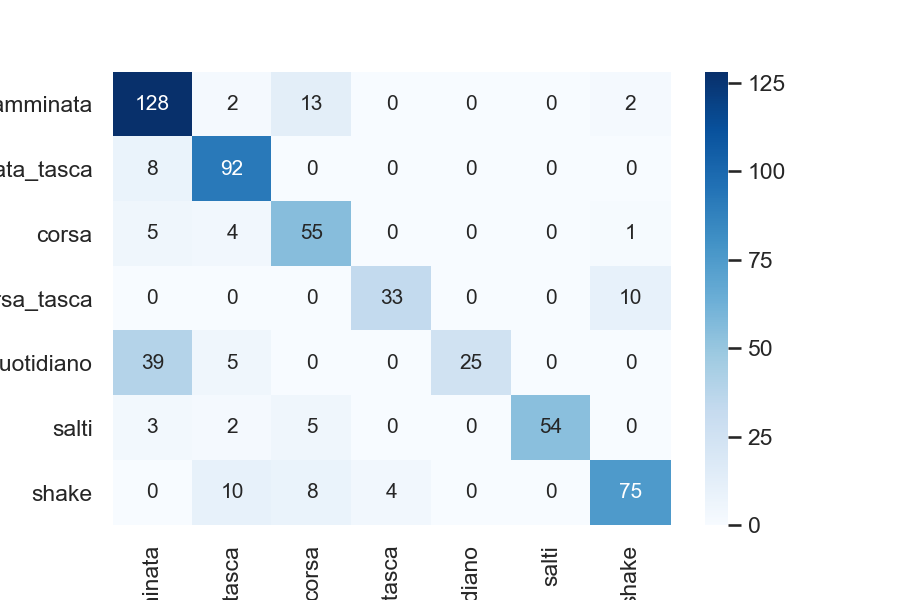 amminata 128 2 13 0 0 0 2
ata_tasca 8 92 0 0 0 0 0
corsa 5 4 55 0 0 0 1
rsa_tasca 0 0 0 33 0 0 10
uotidiano 39 5 0 0 25 0 0
salti 3 2 5 0 0 54 0
shake 0 10 8 4 0 0 75
inata
tasca
corsa
tasca
diano
salti
shake
125
100
75
50
25
0